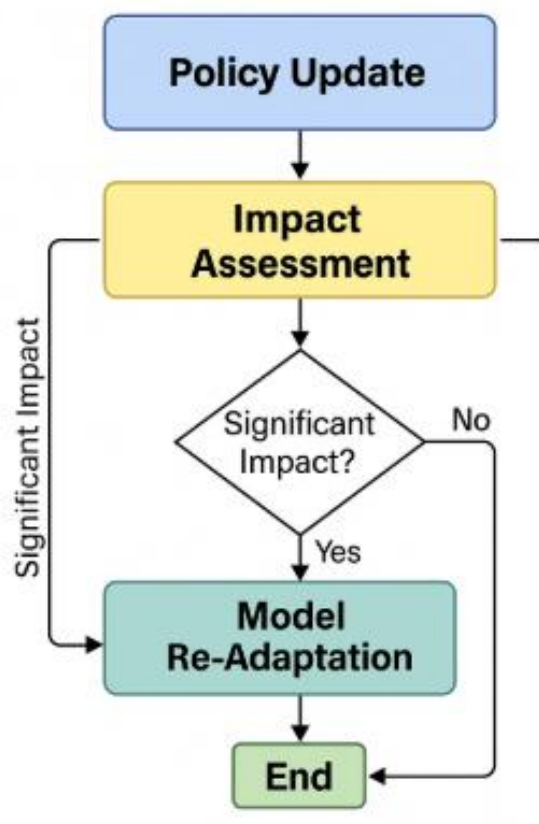 Policy Update
Impact
Assessment
Significant Impact
Significant
Impact?
No
Yes
Model
Re-Adaptation
End